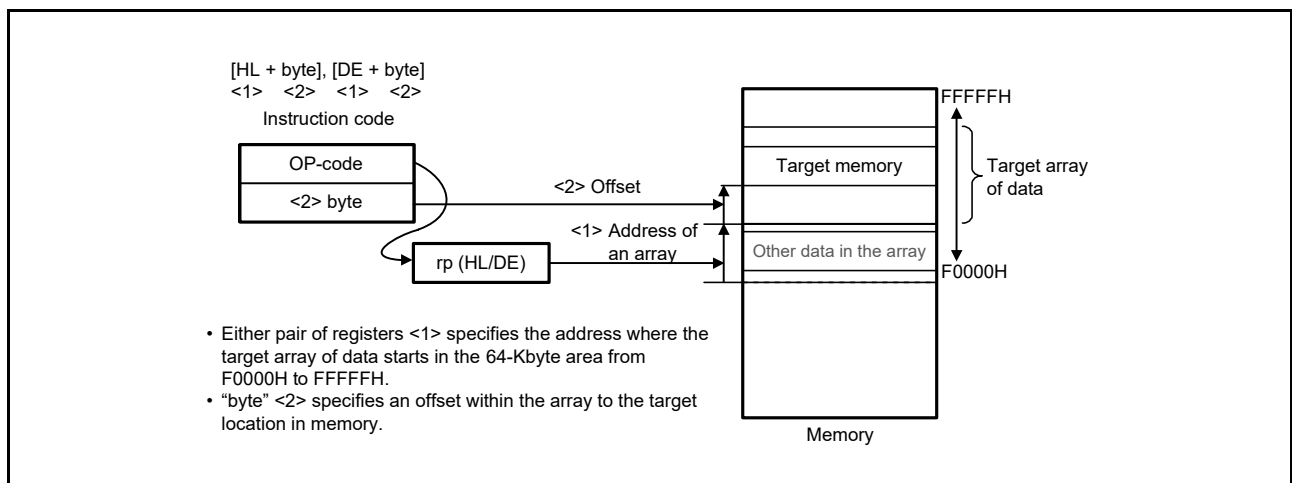 [HL + byte], [DE + byte]
<1> <2> <1> <2>
Instruction code
OP-code
<2> byte
rp (HL/DE)
<2> Offset
<1> Address of
an array
FFFFFH
Target memory
Target array
of data
Other data in the array
F0000H
Memory
• Either pair of registers <1> specifies the address where the
target array of data starts in the 64-Kbyte area from
F0000H to FFFFFH.
• “byte” <2> specifies an offset within the array to the target
location in memory.